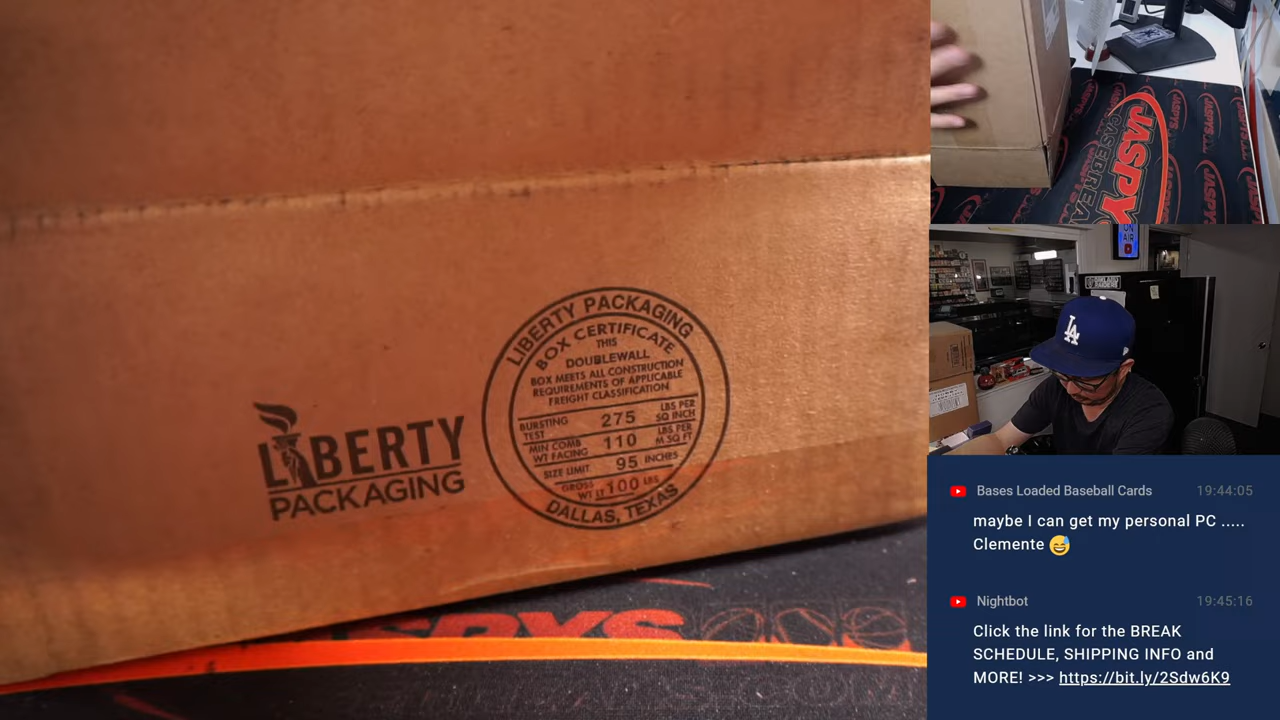 LIBERTY
PACKAGING
LIBERTY PACKAGING
BOX CERTIFICATE
THIS
DOUBLEWALL
BOX MEETS ALL CONSTRUCTION
REQUIREMENTS OF APPLICABLE
FREIGHT CLASSIFICATION
BURSTING TEST 275 LBS PER SQ INCH
MIN COMB WT FACING 110 LBS PER M SQ FT
SIZE LIMIT 95 INCHES
GROSS WT LT 100 LBS
DALLAS, TEXAS
JASPYS
JASPY
CASEBREA
ON
AIR
LA
Bases Loaded Baseball Cards 19:44:05
maybe I can get my personal PC .....
Clemente 😅
Nightbot 19:45:16
Click the link for the BREAK
SCHEDULE, SHIPPING INFO and
MORE! >>> https://bit.ly/2Sdw6K9